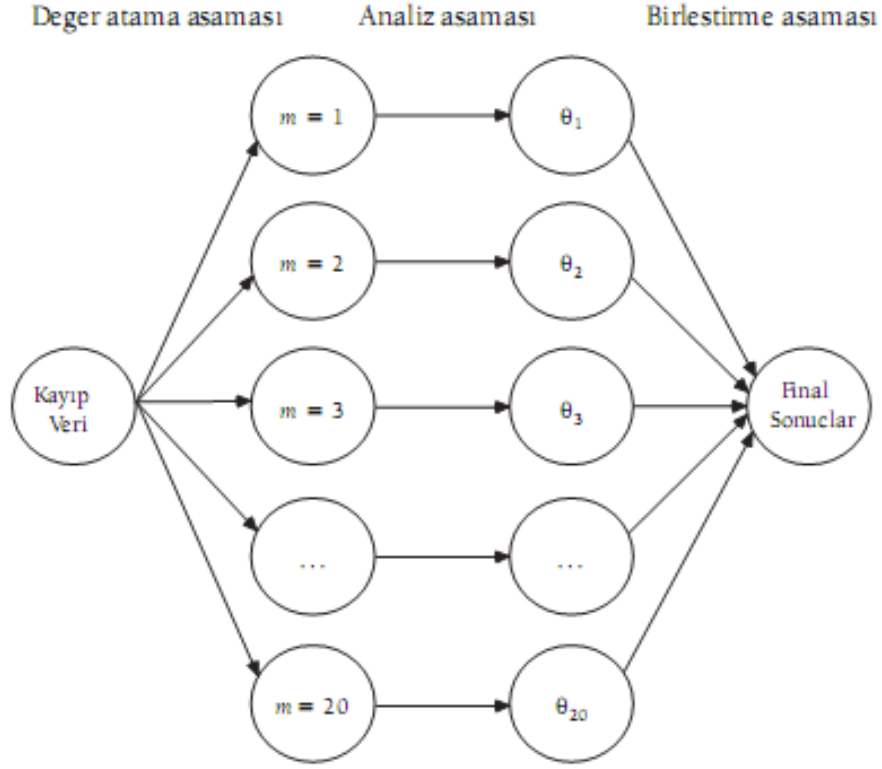 Deger atama asaması
Analiz asaması
Birlestirme asaması
m = 1
θ₁
m = 2
θ₂
Kayıp
Veri
m = 3
θ₃
Final
Sonuclar
...
...
m = 20
θ₂₀